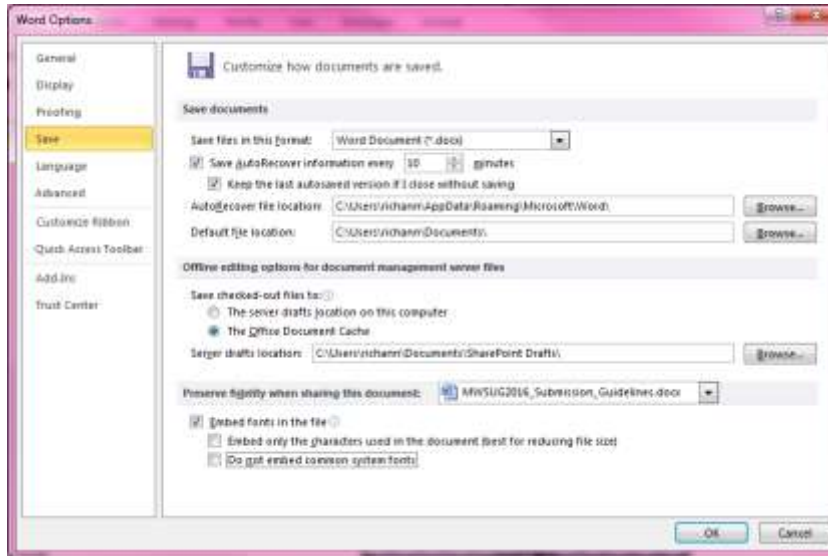 Word Options
General
Display
Proofing
Save
Language
Advanced
Customize Ribbon
Quick Access Toolbar
Add-Ins
Trust Center
Customize how documents are saved.
Save documents
Save files in this format: Word Document (*.docx)
Save AutoRecover information every 10 minutes
Keep the last autosaved version if I close without saving
AutoRecover file location: C:\Users\richann\AppData\Roaming\Microsoft\Word\ Browse...
Default file location: C:\Users\richann\Documents\ Browse...
Offline editing options for document management server files
Save checked-out files to:
The server drafts location on this computer
The Office Document Cache
Server drafts location: C:\Users\richann\Documents\SharePoint Drafts\ Browse...
Preserve fidelity when sharing this document: MWSUG2016_Submission_Guidelines.docx
Embed fonts in the file
Embed only the characters used in the document (best for reducing file size)
Do not embed common system fonts
OK Cancel